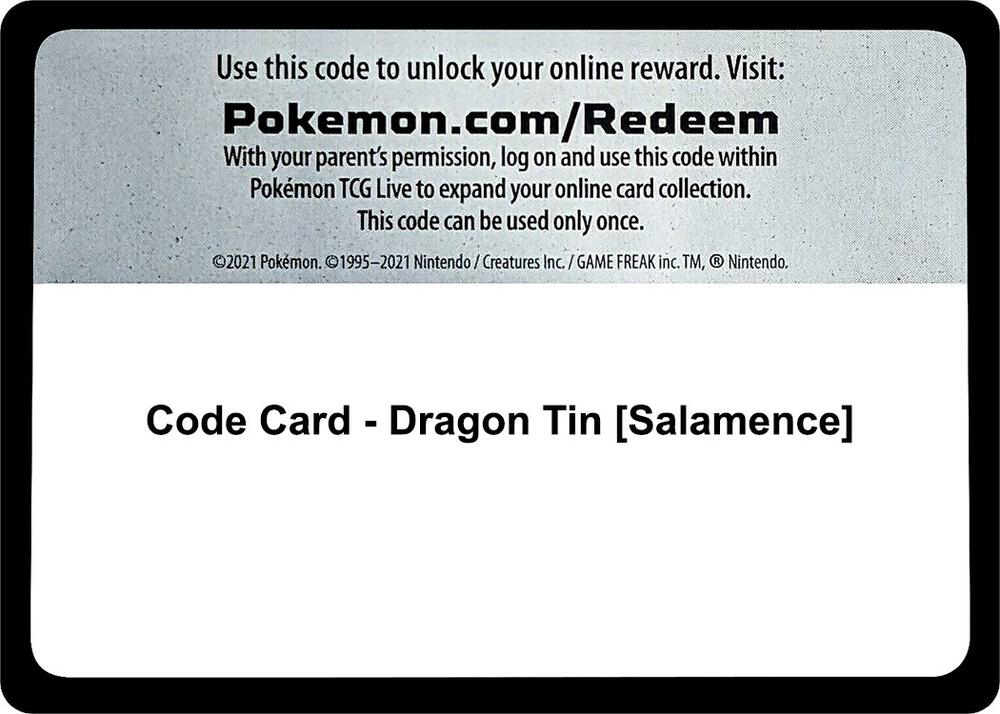 Use this code to unlock your online reward. Visit:
Pokemon.com/Redeem
With your parent's permission, log on and use this code within
Pokémon TCG Live to expand your online card collection.
This code can be used only once.
©2021 Pokémon. ©1995–2021 Nintendo / Creatures Inc. / GAME FREAK inc. TM, ® Nintendo.
Code Card - Dragon Tin [Salamence]